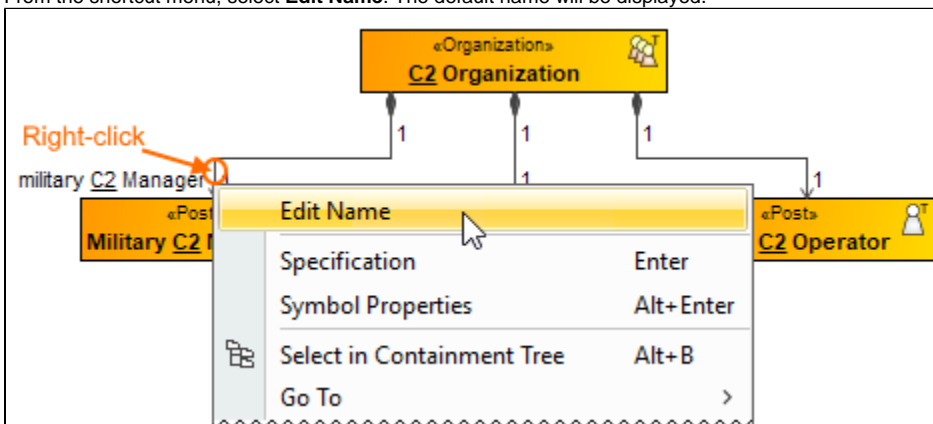 From the shortcut menu, select Edit Name. The default name will be displayed.
«Organization»
C2 Organization
Right-click
1
1
1
military C2 Manager
1
1
«Post
Military C2
Edit Name
«Post»
C2 Operator
Specification Enter
Symbol Properties Alt+Enter
Select in Containment Tree Alt+B
Go To >